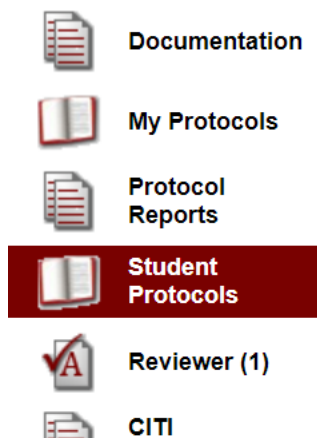 Documentation
My Protocols
Protocol
Reports
Student
Protocols
A
Reviewer (1)
CITI